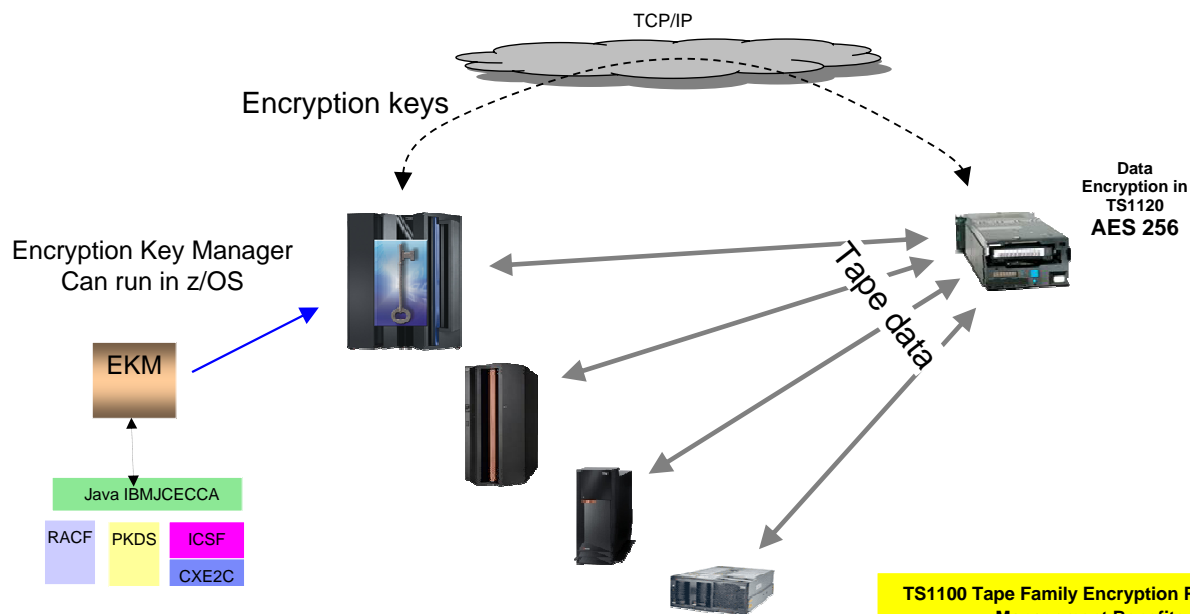 TCP/IP
Encryption keys
Data
Encryption in
TS1120
AES 256
Encryption Key Manager
Can run in z/OS
Tape data
EKM
Java IBMJCECCA
RACF
PKDS
ICSF
CXE2C
TS1100 Tape Family Encryption